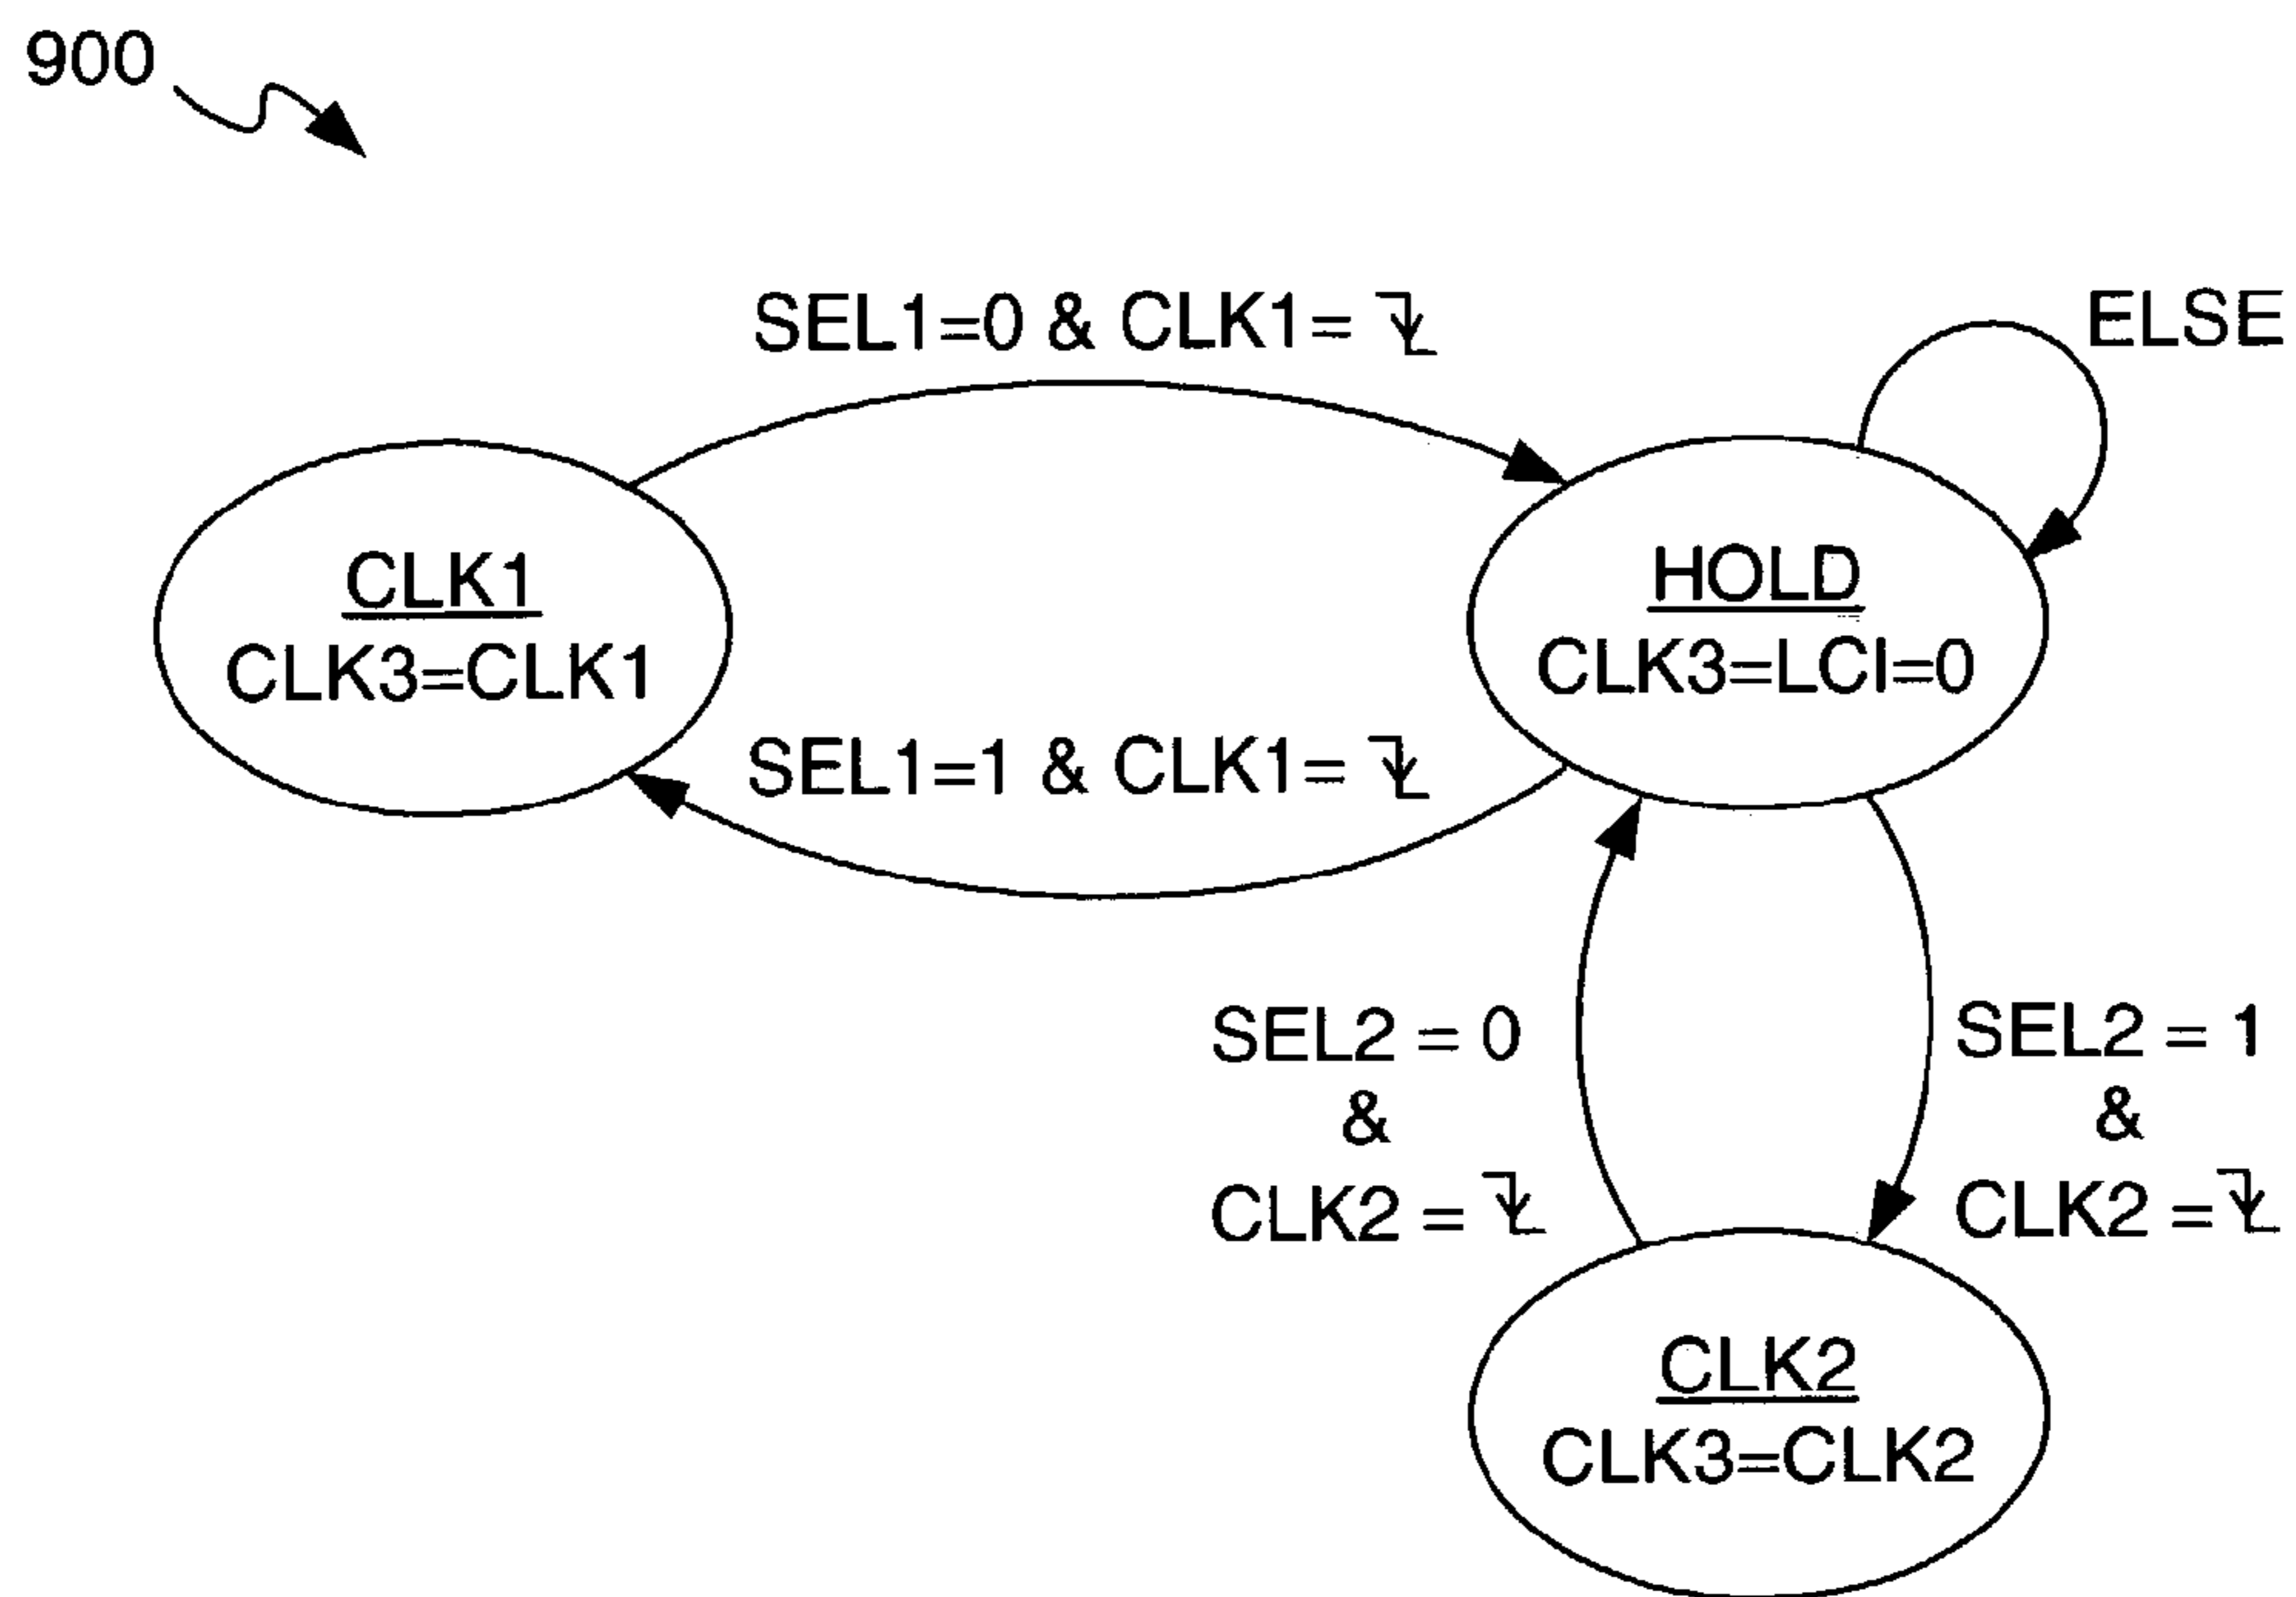 900
SEL1=0 & CLK1=
ELSE
CLK1
CLK3=CLK1
HOLD
CLK3=LCI=0
SEL1=1 & CLK1=
SEL2 = 0
&
CLK2 =
SEL2 = 1
&
CLK2 =
CLK2
CLK3=CLK2